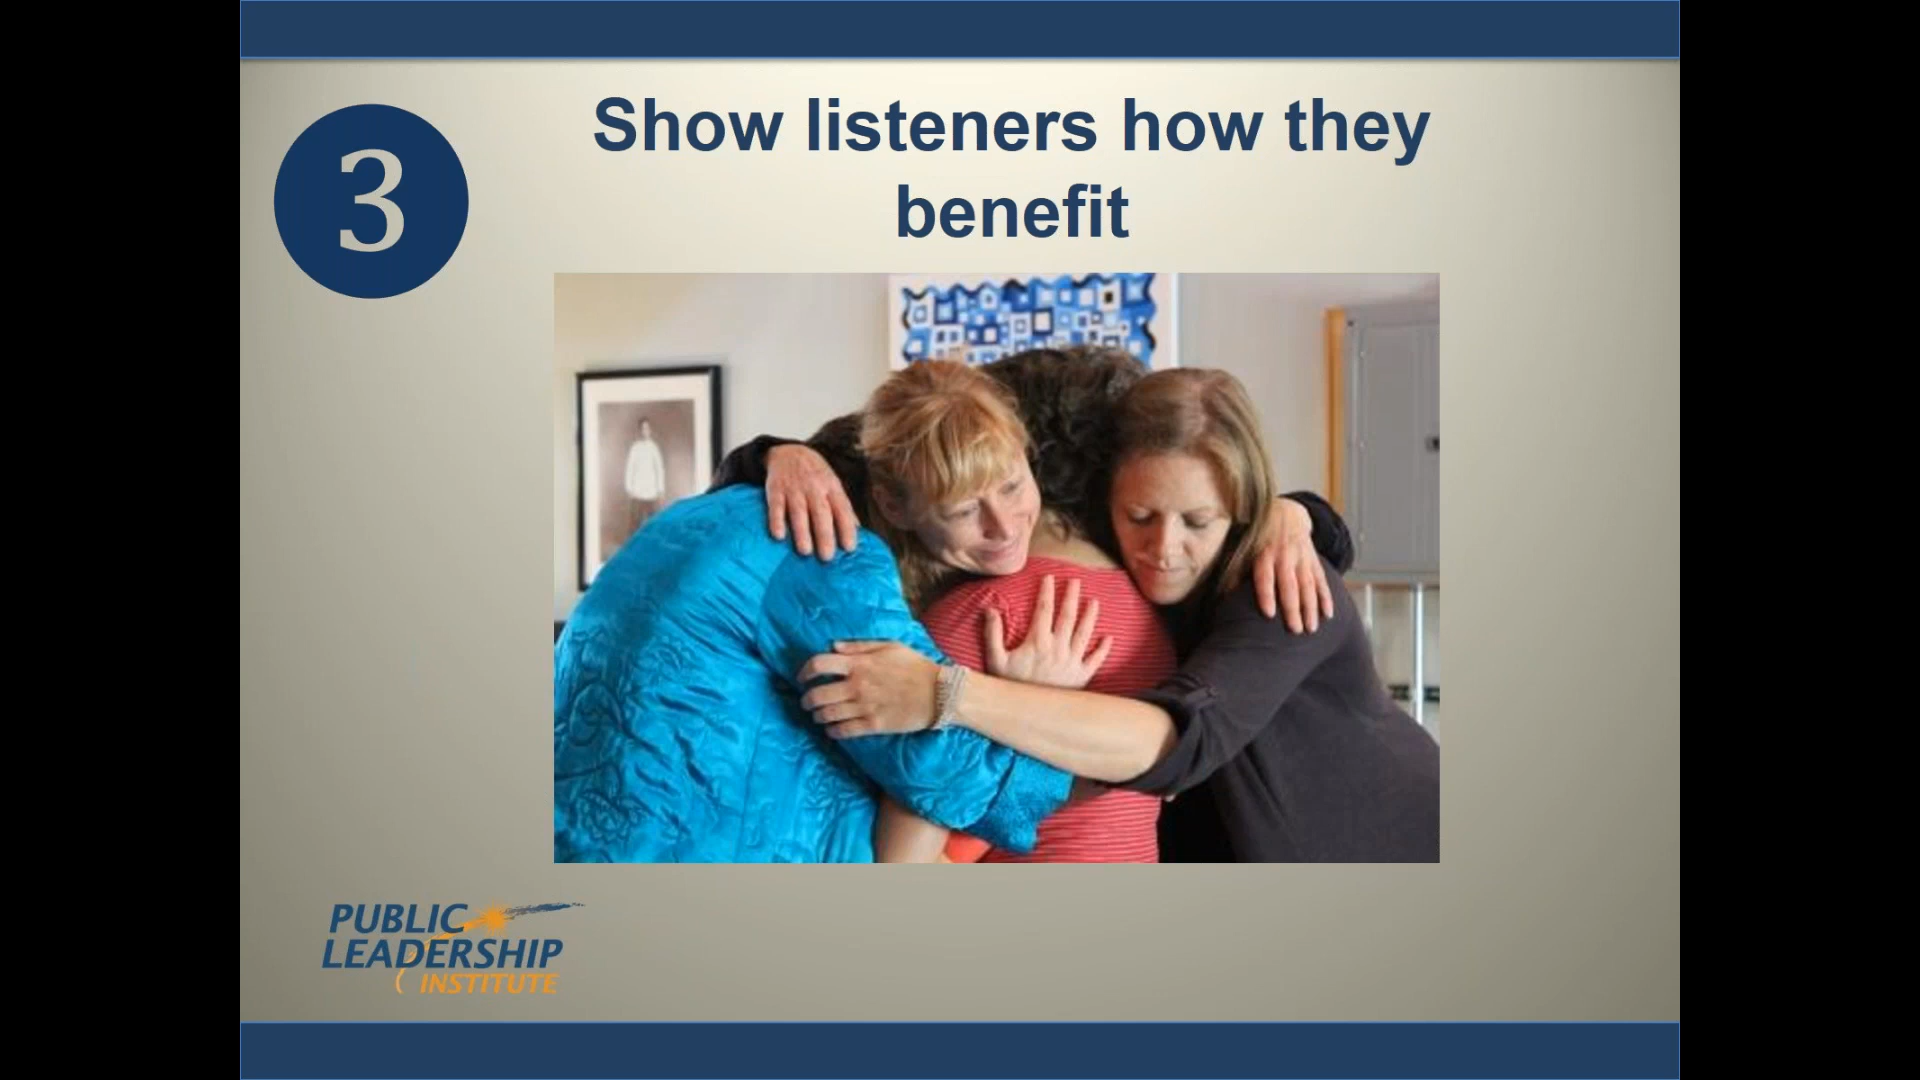 3
Show listeners how they
benefit
PUBLIC
LEADERSHIP
INSTITUTE